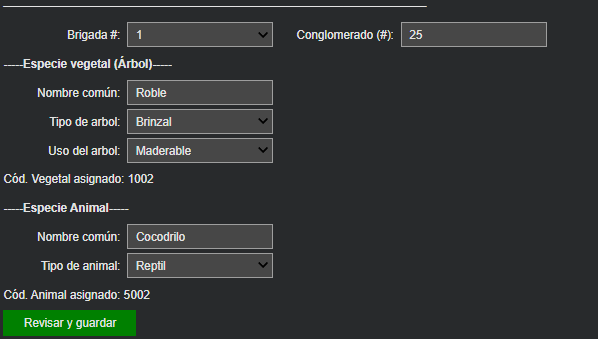 Brigada #: 1 Conglomerado (#): 25
-----Especie vegetal (Árbol)-----
Nombre común: Roble
Tipo de arbol: Brinzal
Uso del arbol: Maderable
Cód. Vegetal asignado: 1002
-----Especie Animal-----
Nombre común: Cocodrilo
Tipo de animal: Reptil
Cód. Animal asignado: 5002
Revisar y guardar